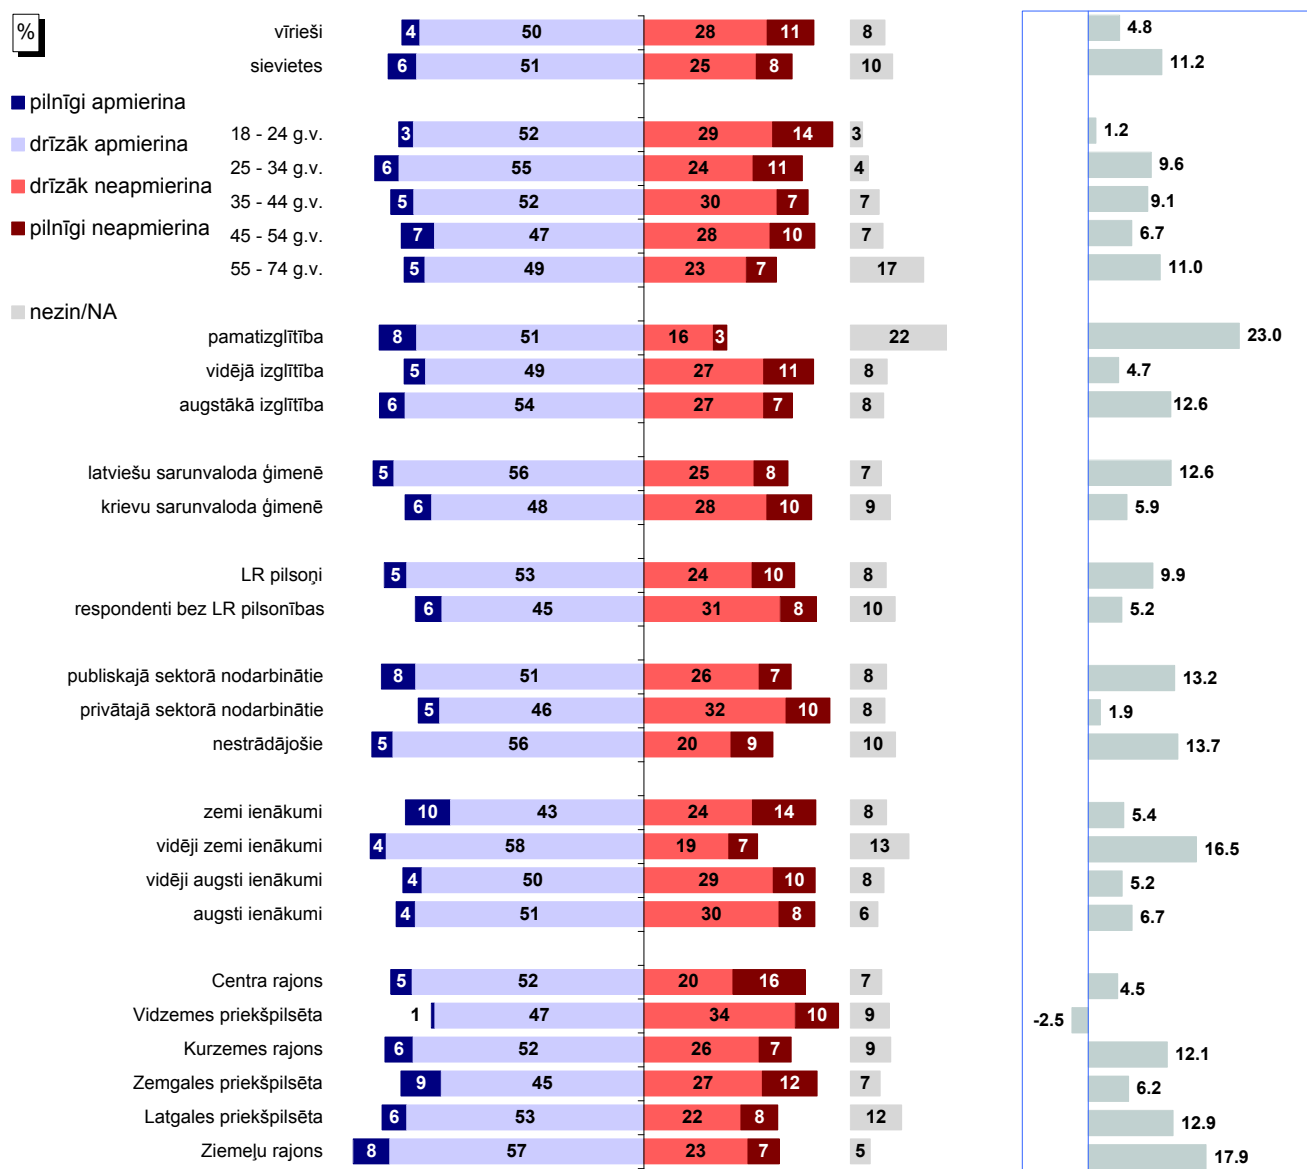 %
pilnīgi apmierina
drīzāk apmierina
drīzāk neapmierina
pilnīgi neapmierina
nezin/NA
vīrieši 4 50 28 11 8 4.8
sievietes 6 51 25 8 10 11.2
18 - 24 g.v. 3 52 29 14 3 1.2
25 - 34 g.v. 6 55 24 11 4 9.6
35 - 44 g.v. 5 52 30 7 7 9.1
45 - 54 g.v. 7 47 28 10 7 6.7
55 - 74 g.v. 5 49 23 7 17 11.0
pamatizglītība 8 51 16 3 22 23.0
vidējā izglītība 5 49 27 11 8 4.7
augstākā izglītība 6 54 27 7 8 12.6
latviešu sarunvaloda ģimenē 5 56 25 8 7 12.6
krievu sarunvaloda ģimenē 6 48 28 10 9 5.9
LR pilsoņi 5 53 24 10 8 9.9
respondenti bez LR pilsonības 6 45 31 8 10 5.2
publiskajā sektorā nodarbinātie 8 51 26 7 8 13.2
privātajā sektorā nodarbinātie 5 46 32 10 8 1.9
nestrādājošie 5 56 20 9 10 13.7
zemi ienākumi 10 43 24 14 8 5.4
vidēji zemi ienākumi 4 58 19 7 13 16.5
vidēji augsti ienākumi 4 50 29 10 8 5.2
augsti ienākumi 4 51 30 8 6 6.7
Centra rajons 5 52 20 16 7 4.5
Vidzemes priekšpilsēta 1 47 34 10 9 -2.5
Kurzemes rajons 6 52 26 7 9 12.1
Zemgales priekšpilsēta 9 45 27 12 7 6.2
Latgales priekšpilsēta 6 53 22 8 12 12.9
Ziemeļu rajons 8 57 23 7 5 17.9